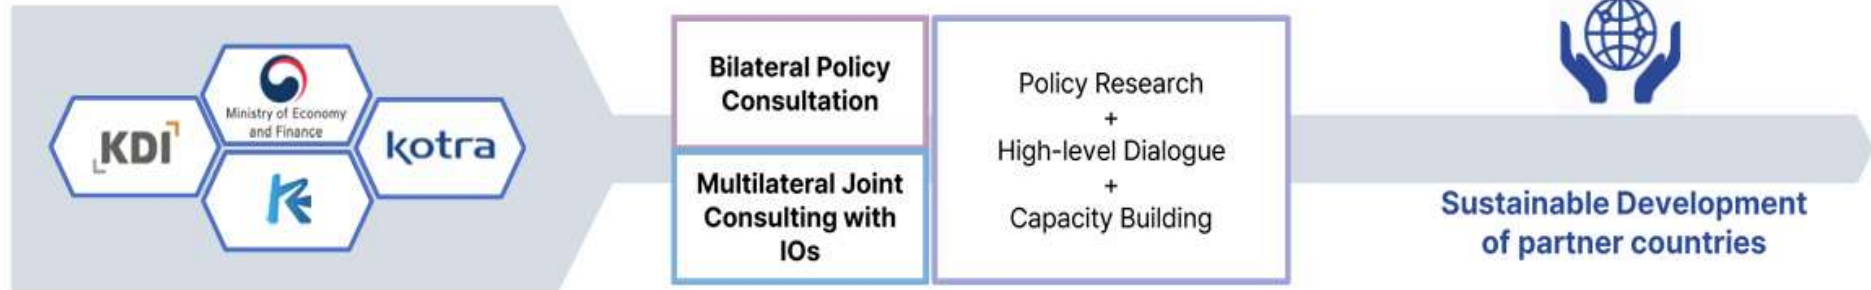 KDI
Ministry of Economy
and Finance
kotra
Bilateral Policy
Consultation
Multilateral Joint
Consulting with
IOs
Policy Research
+
High-level Dialogue
+
Capacity Building
Sustainable Development
of partner countries